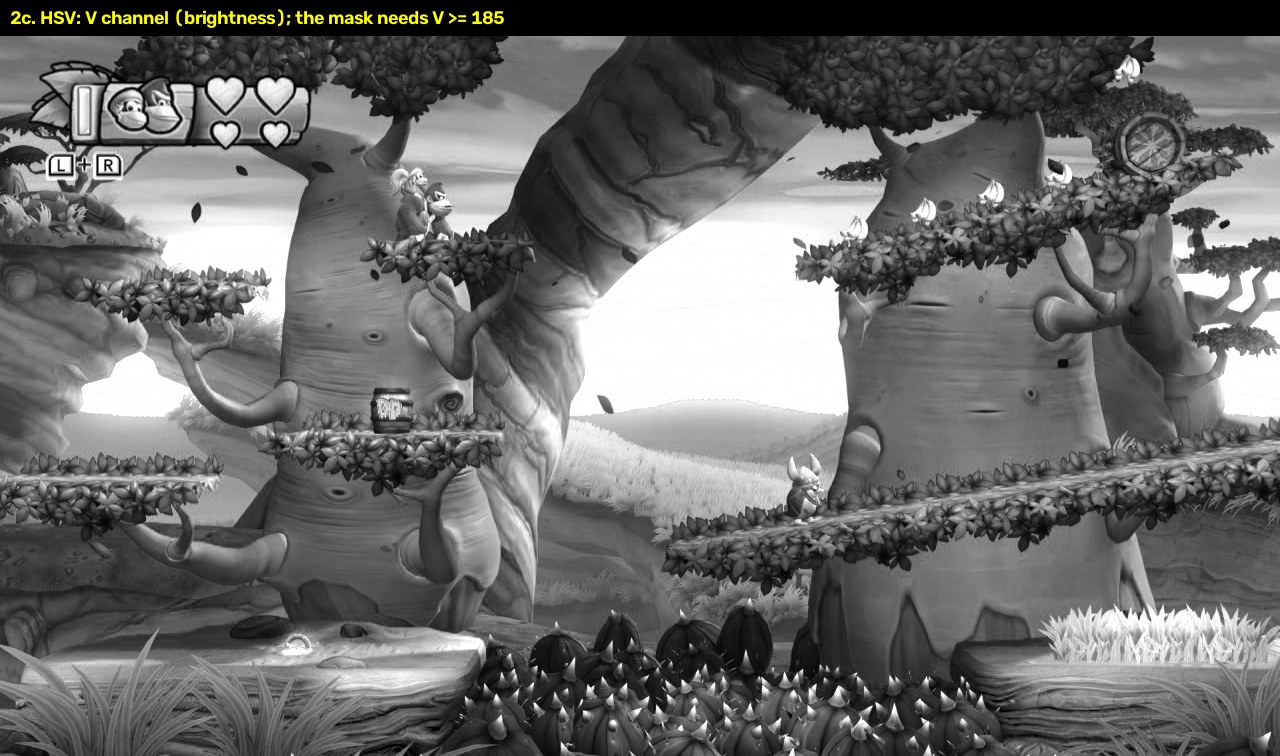 2c. HSV: V channel (brightness); the mask needs V >= 185
L + R